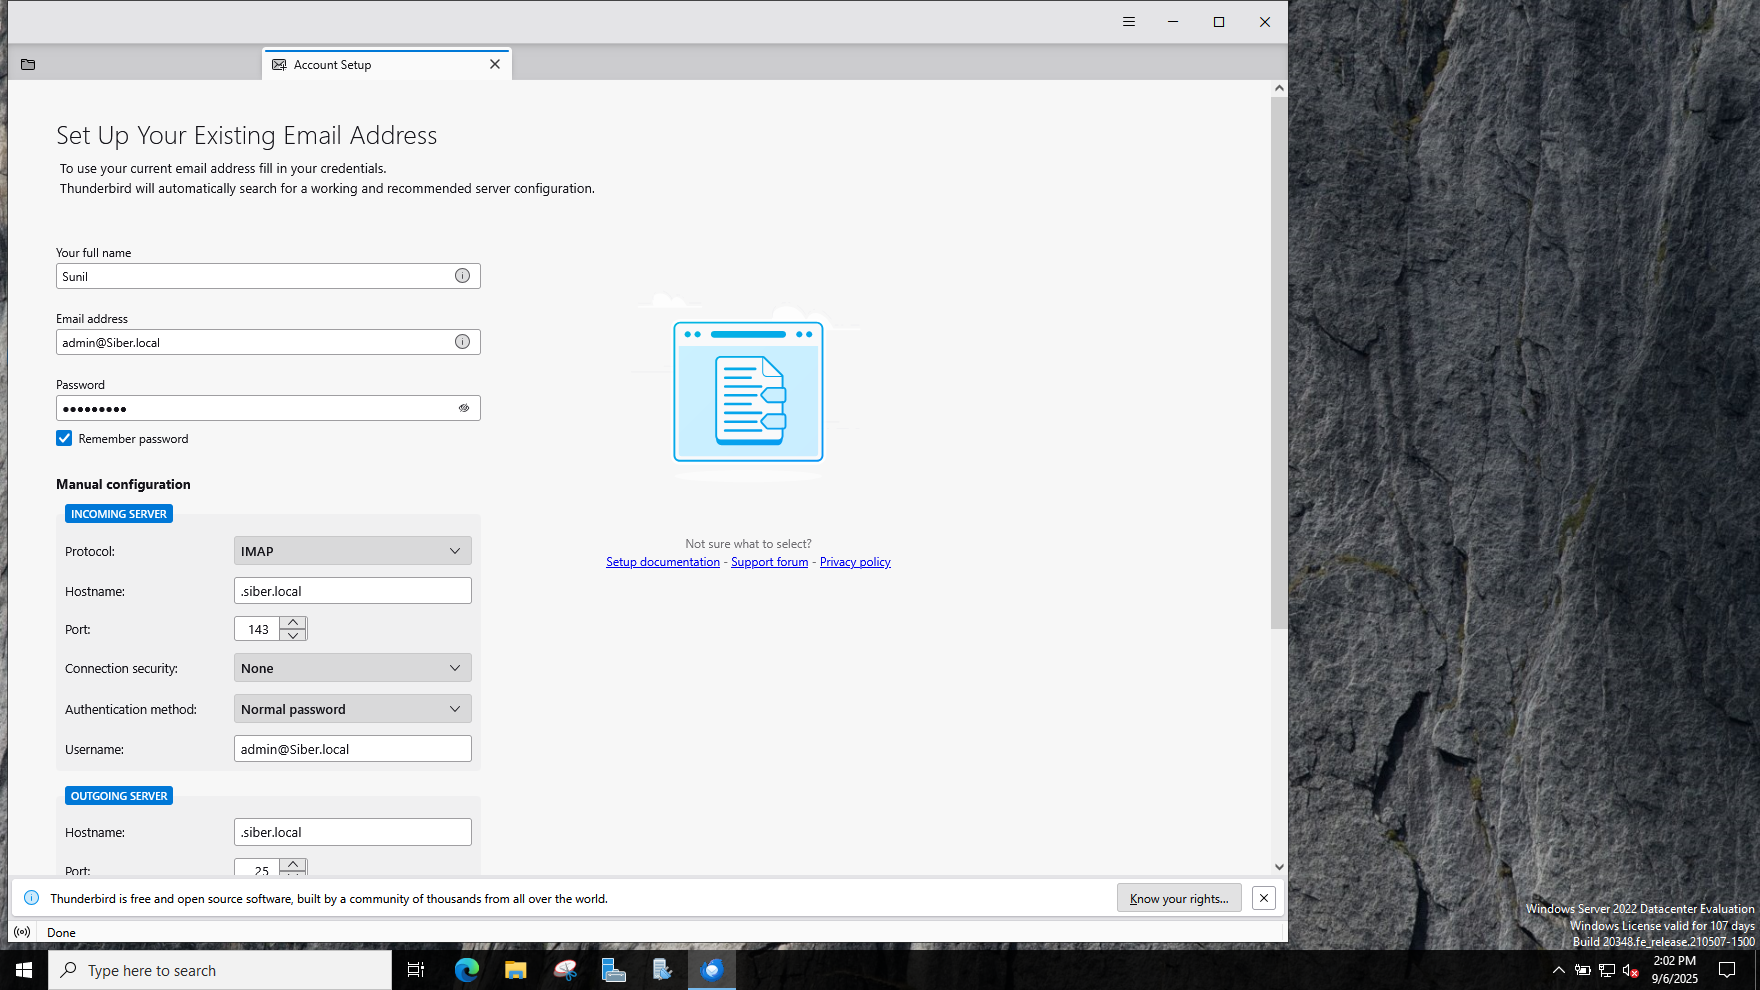 Account Setup
Set Up Your Existing Email Address
To use your current email address fill in your credentials.
Thunderbird will automatically search for a working and recommended server configuration.
Your full name
Sunil
Email address
admin@Siber.local
Password
●●●●●●●●●
Remember password
Manual configuration
INCOMING SERVER
Protocol: IMAP
Hostname: .siber.local
Port: 143
Connection security: None
Authentication method: Normal password
Username: admin@Siber.local
OUTGOING SERVER
Hostname: .siber.local
Port: 25
Not sure what to select?
Setup documentation - Support forum - Privacy policy
Thunderbird is free and open source software, built by a community of thousands from all over the world.
Know your rights...
Done
Windows Server 2022 Datacenter Evaluation
Windows License valid for 107 days
Build 20348.fe_release.210507-1500
Type here to search
2:02 PM
9/6/2025